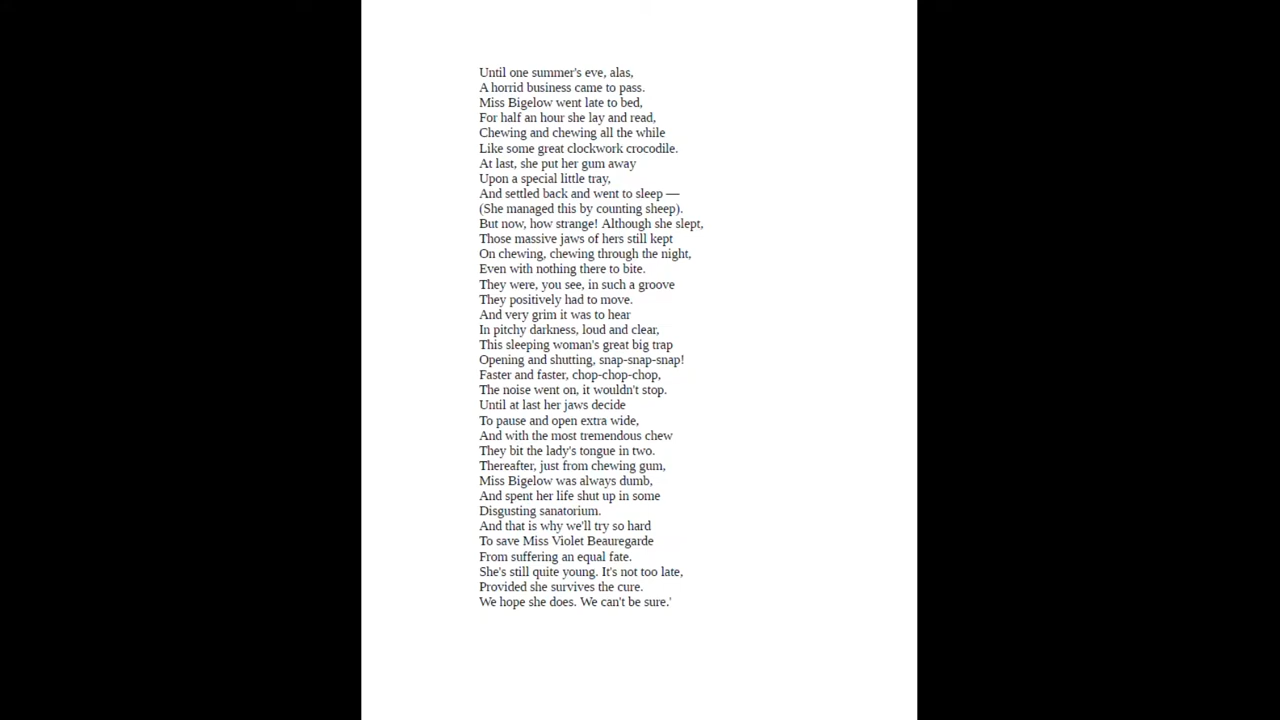 Until one summer's eve, alas,
A horrid business came to pass.
Miss Bigelow went late to bed,
For half an hour she lay and read,
Chewing and chewing all the while
Like some great clockwork crocodile.
At last, she put her gum away
Upon a special little tray,
And settled back and went to sleep —
(She managed this by counting sheep).
But now, how strange! Although she slept,
Those massive jaws of hers still kept
On chewing, chewing through the night,
Even with nothing there to bite.
They were, you see, in such a groove
They positively had to move.
And very grim it was to hear
In pitchy darkness, loud and clear,
This sleeping woman's great big trap
Opening and shutting, snap-snap-snap!
Faster and faster, chop-chop-chop,
The noise went on, it wouldn't stop.
Until at last her jaws decide
To pause and open extra wide,
And with the most tremendous chew
They bit the lady's tongue in two.
Thereafter, just from chewing gum,
Miss Bigelow was always dumb,
And spent her life shut up in some
Disgusting sanatorium.
And that is why we'll try so hard
To save Miss Violet Beauregarde
From suffering an equal fate.
She's still quite young. It's not too late,
Provided she survives the cure.
We hope she does. We can't be sure.'